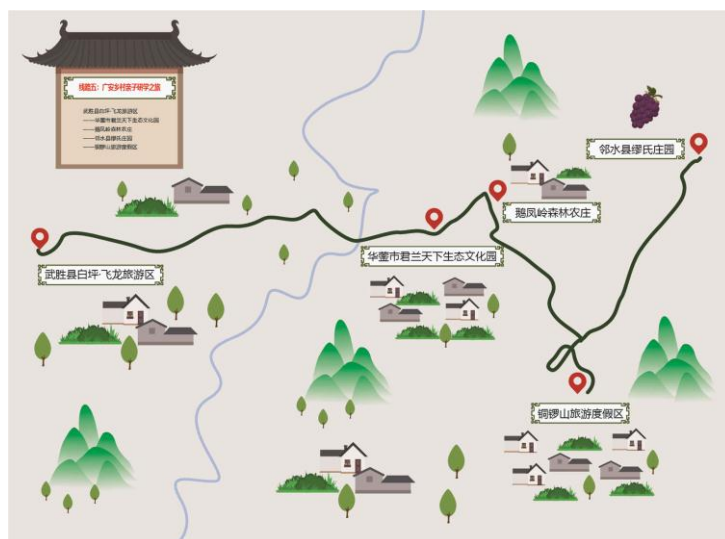 线路五：广安乡村亲子研学之旅
武胜县白坪·飞龙旅游区
——华蓥市君兰天下生态文化园
——鹅凤岭森林农庄
——邻水县缪氏庄园
——铜锣山旅游度假区
邻水县缪氏庄园
鹅凤岭森林农庄
华蓥市君兰天下生态文化园
武胜县白坪·飞龙旅游区
铜锣山旅游度假区